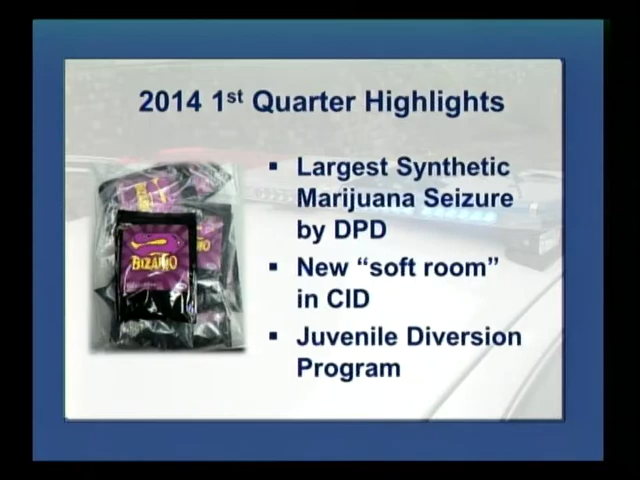 2014 1st Quarter Highlights
▪ Largest Synthetic
Marijuana Seizure
by DPD
▪ New “soft room”
in CID
▪ Juvenile Diversion
Program
BIZARRO